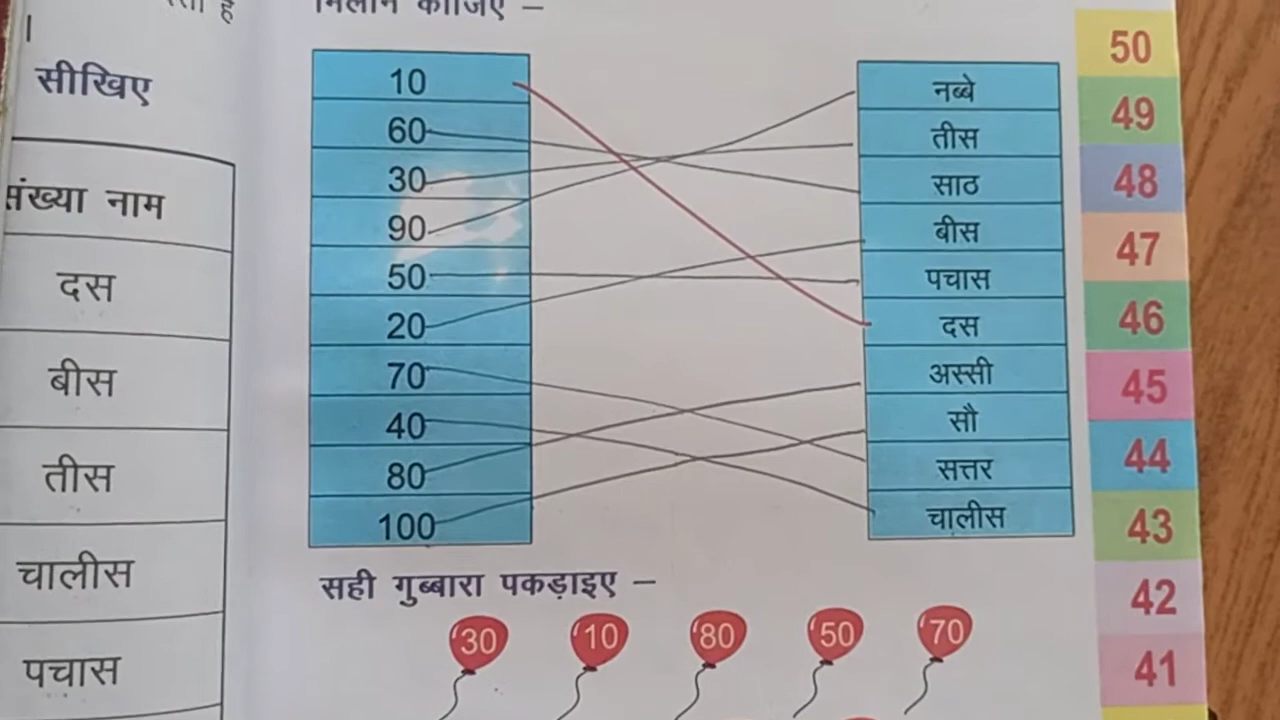 मिलान कीजिए –
सीखिए
संख्या नाम
दस
बीस
तीस
चालीस
पचास
10
60
30
90
50
20
70
40
80
100
नब्बे
तीस
साठ
बीस
पचास
दस
अस्सी
सौ
सत्तर
चालीस
सही गुब्बारा पकड़ाइए –
30 10 80 50 70
50
49
48
47
46
45
44
43
42
41